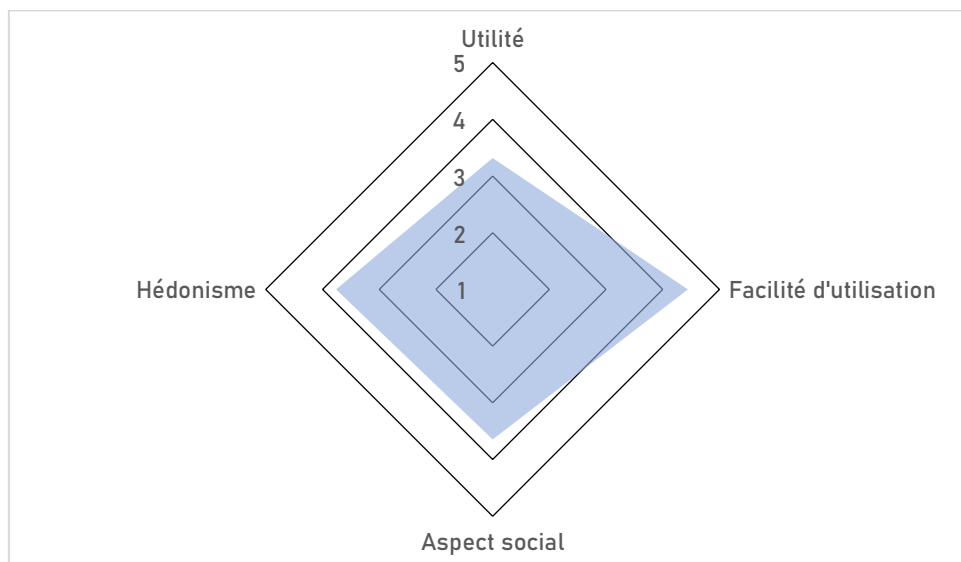 Utilité
5
4
3
2
1
Hédonisme
Facilité d'utilisation
Aspect social